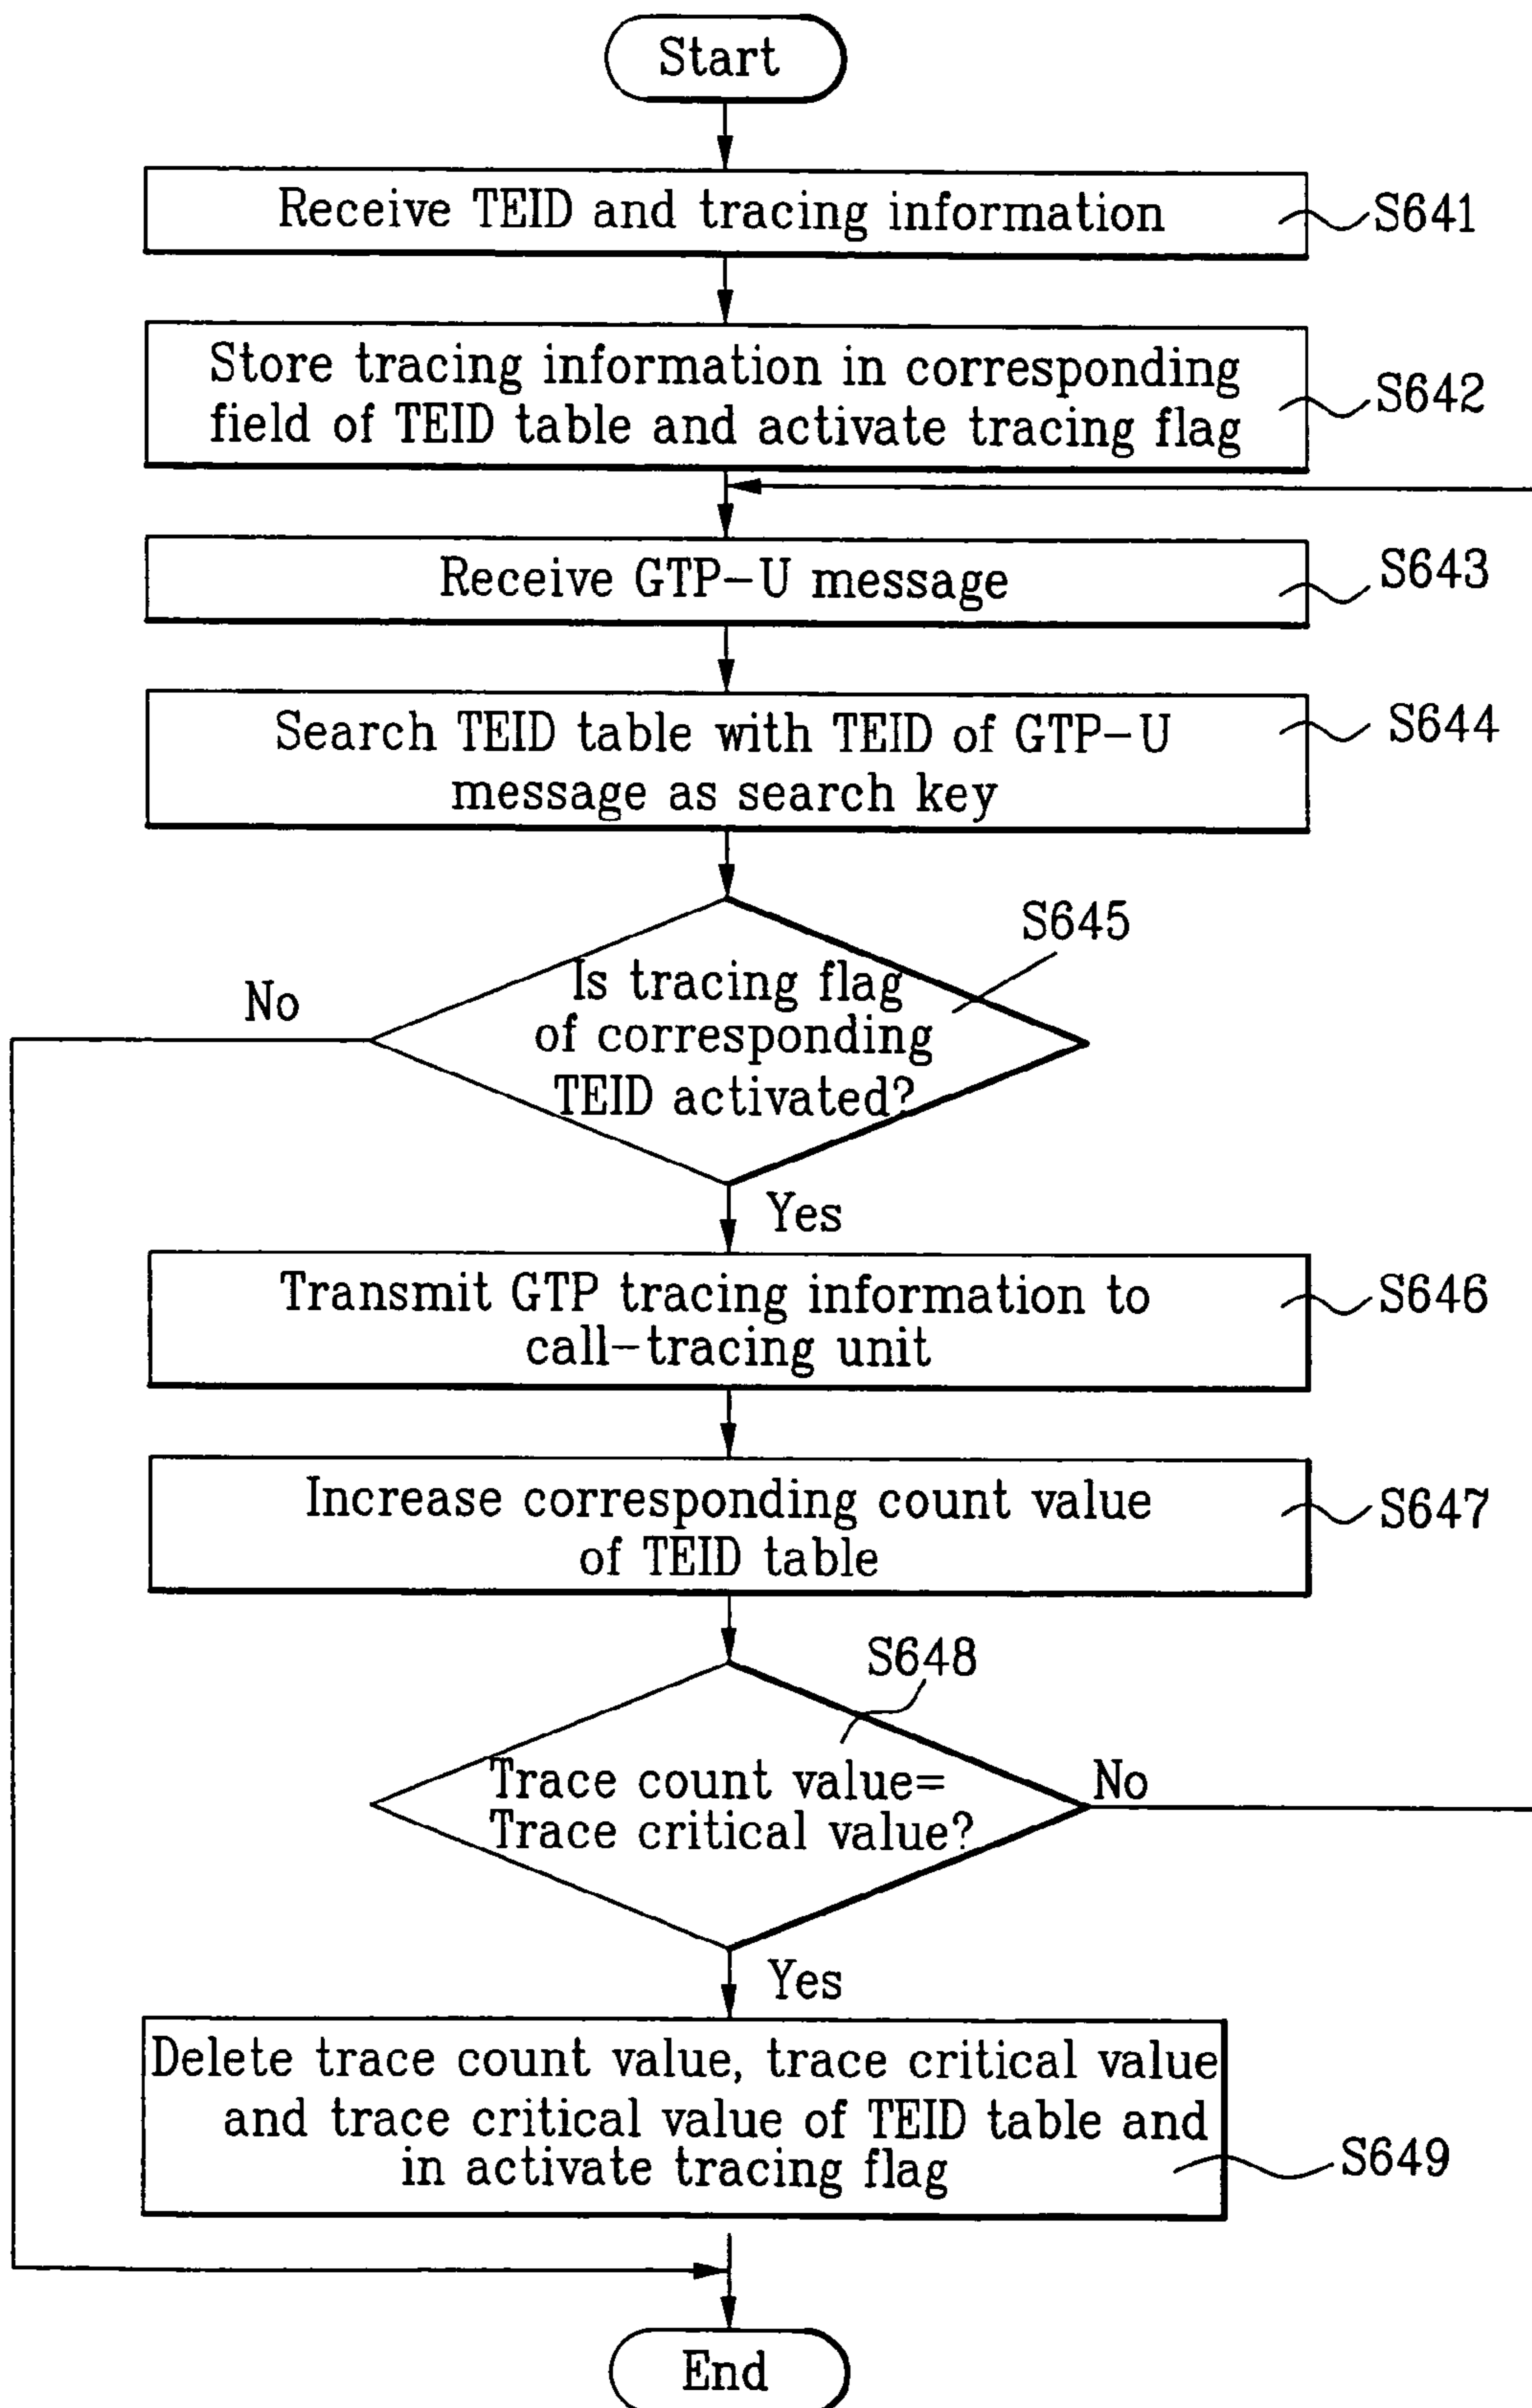 Start
Receive TEID and tracing information
S641
Store tracing information in corresponding
field of TEID table and activate tracing flag
S642
Receive GTP-U message
S643
Search TEID table with TEID of GTP-U
message as search key
S644
S645
No
Is tracing flag
of corresponding
TEID activated?
Yes
Transmit GTP tracing information to
call-tracing unit
S646
Increase corresponding count value
of TEID table
S647
S648
Trace count value=
Trace critical value?
No
Yes
Delete trace count value, trace critical value
and trace critical value of TEID table and
in activate tracing flag
S649
End